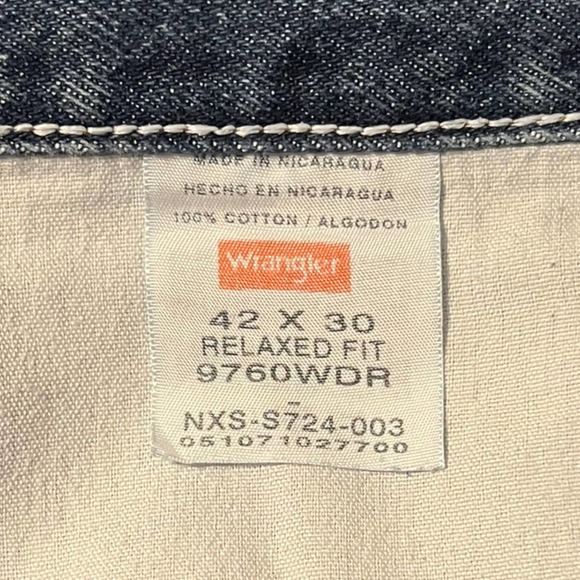 MADE IN NICARAGUA
HECHO EN NICARAGUA
100% COTTON / ALGODON
Wrangler
42 X 30
RELAXED FIT
9760WDR
-
NXS-S724-003
051071027700